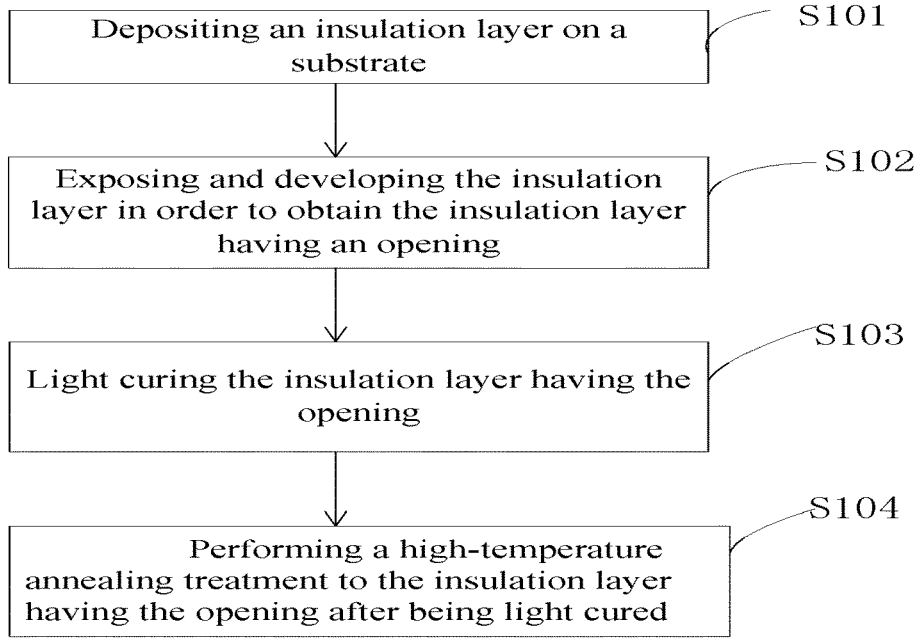 Depositing an insulation layer on a
substrate
S101
Exposing and developing the insulation
layer in order to obtain the insulation layer
having an opening
S102
Light curing the insulation layer having the
opening
S103
Performing a high-temperature
annealing treatment to the insulation layer
having the opening after being light cured
S104